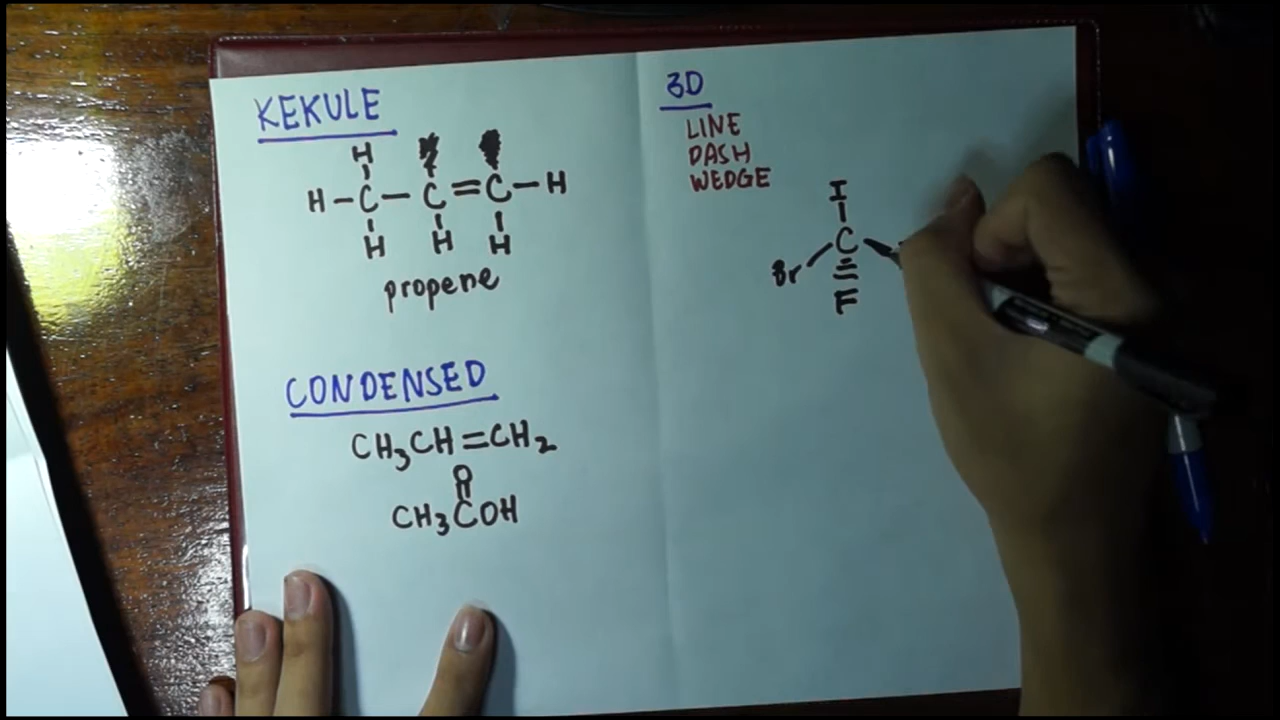 KEKULE
H
H-C-C=C-H
H H H
propene
CONDENSED
CH3CH=CH2
O
CH3COH
3D
LINE
DASH
WEDGE
I
C
Br
F